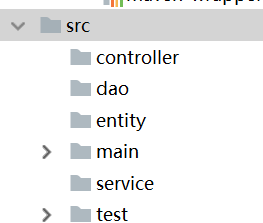 src
controller
dao
entity
main
service
test